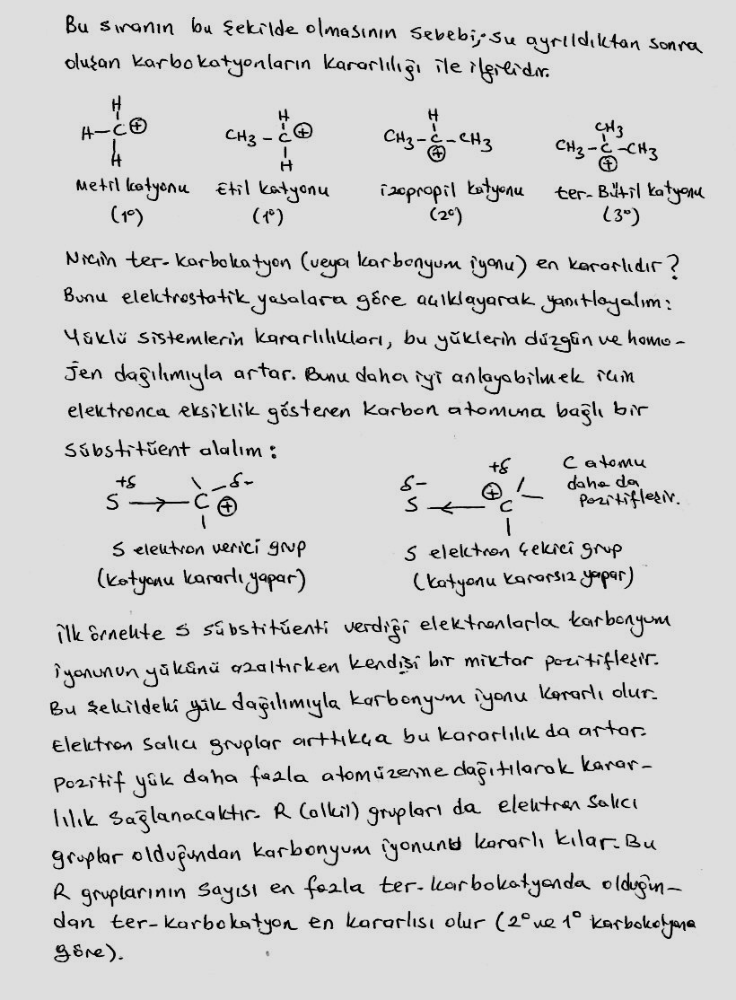 Bu sıranın bu şekilde olmasının sebebi, su ayrıldıktan sonra
oluşan karbokatyonların kararlılığı ile ilgilidir.
H
H—C⊕
H
CH3 – C⊕
H
H
CH3–C–CH3
H
⊕
CH3
CH3–C–CH3
⊕
Metil katyonu Etil katyonu izopropil katyonu ter-Bütil katyonu
(1°) (1°) (2°) (3°)
Niçin ter-karbokatyon (veya karbonyum iyonu) en kararlıdır?
Bunu elektrostatik yasalara göre açıklayarak yanıtlayalım:
Yüklü sistemlerin kararlılıkları, bu yüklerin düzgün ve homo-
jen dağılımıyla artar. Bunu daha iyi anlayabilmek için
elektronca eksiklik gösteren karbon atomuna bağlı bir
sübstitüent alalım:
+δ δ-
S → C ⊕
δ- +δ
S ← ⊕ C
C atomu
daha da
pozitifleşir.
S elektron verici grup
(katyonu kararlı yapar)
S elektron çekici grup
(katyonu kararsız yapar)
ilk örnekte S sübstitüenti verdiği elektronlarla karbonyum
iyonunun yükünü azaltırken kendisi bir miktar pozitifleşir.
Bu şekildeki yük dağılımıyla karbonyum iyonu kararlı olur.
Elektron salıcı gruplar arttıkça bu kararlılık da artar.
Pozitif yük daha fazla atom üzerine dağıtılarak karar-
lılık sağlanacaktır. R (alkil) grupları da elektron salıcı
gruplar olduğundan karbonyum iyonunu kararlı kılar. Bu
R gruplarının sayısı en fazla ter-karbokatyonda olduğun-
dan ter-karbokatyon en kararlısı olur (2° ve 1° karbokatyona
göre).